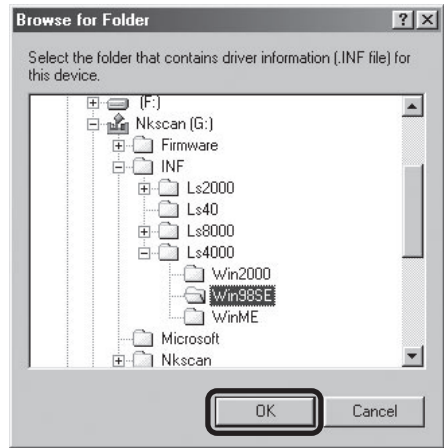 Browse for Folder
Select the folder that contains driver information (.INF file) for
this device.
(F:)
Nkscan (G:)
Firmware
INF
Ls2000
Ls40
Ls8000
Ls4000
Win2000
Win98SE
WinME
Microsoft
Nkscan
OK Cancel